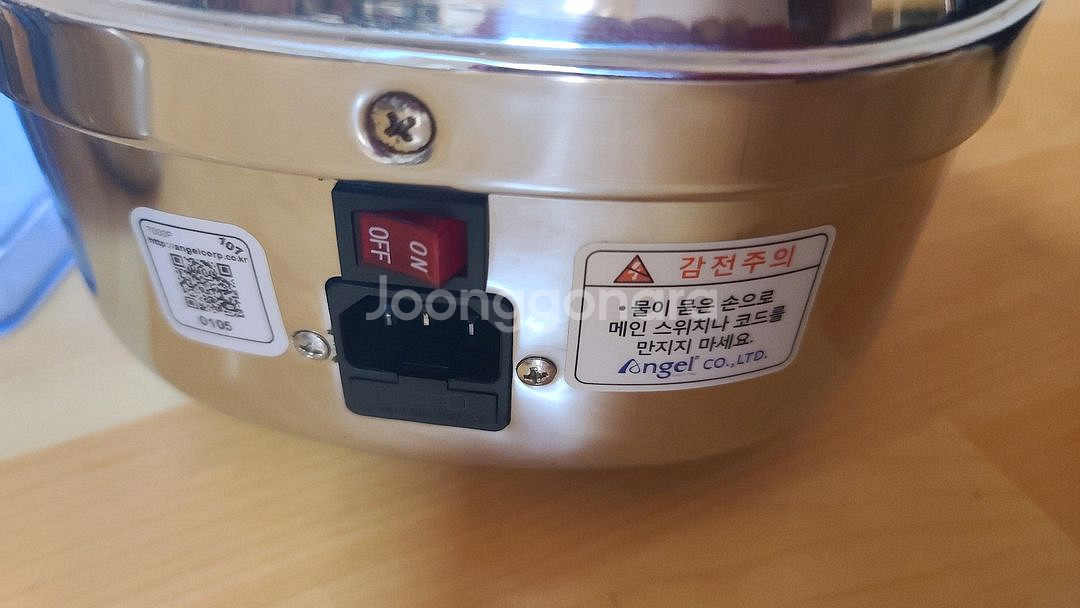 107
http://angelcorp.co.kr
0105
OFF
ON
Joonggonara
감전주의
• 물이 묻은 손으로
메인 스위치나 코드를
만지지 마세요.
Angel® CO.,LTD.